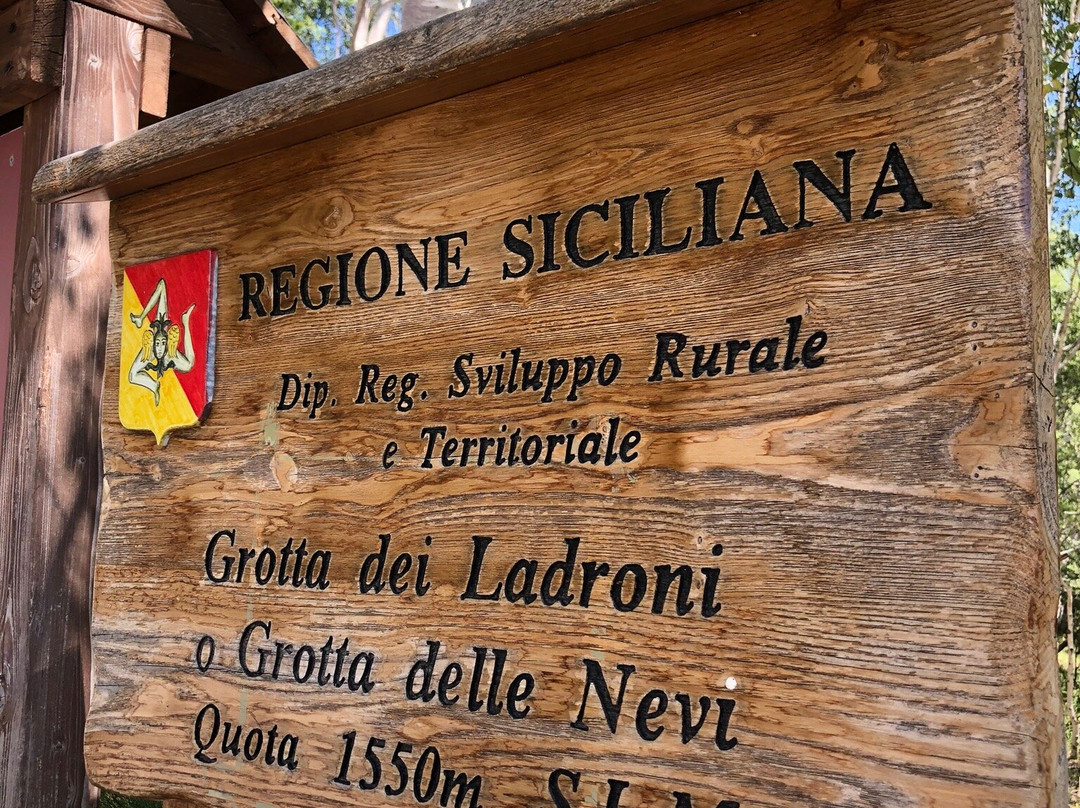 REGIONE SICILIANA
Dip. Reg. Sviluppo Rurale
e Territoriale
Grotta dei Ladroni
o Grotta delle Nevi
Quota 1550m S.L.M.